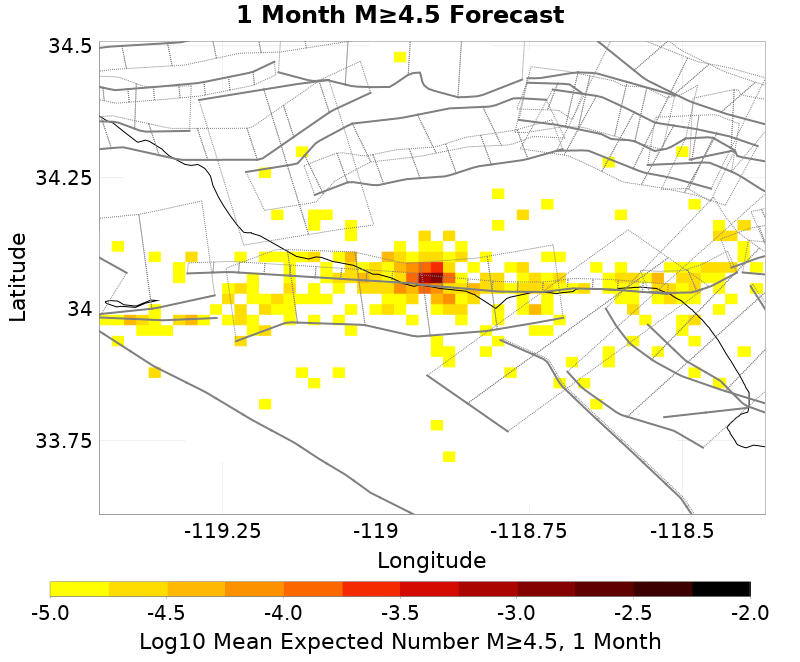 1 Month M≥4.5 Forecast
34.5
34.25
34
33.75
Latitude
-119.25 -119 -118.75 -118.5
Longitude
-5.0 -4.5 -4.0 -3.5 -3.0 -2.5 -2.0
Log10 Mean Expected Number M≥4.5, 1 Month